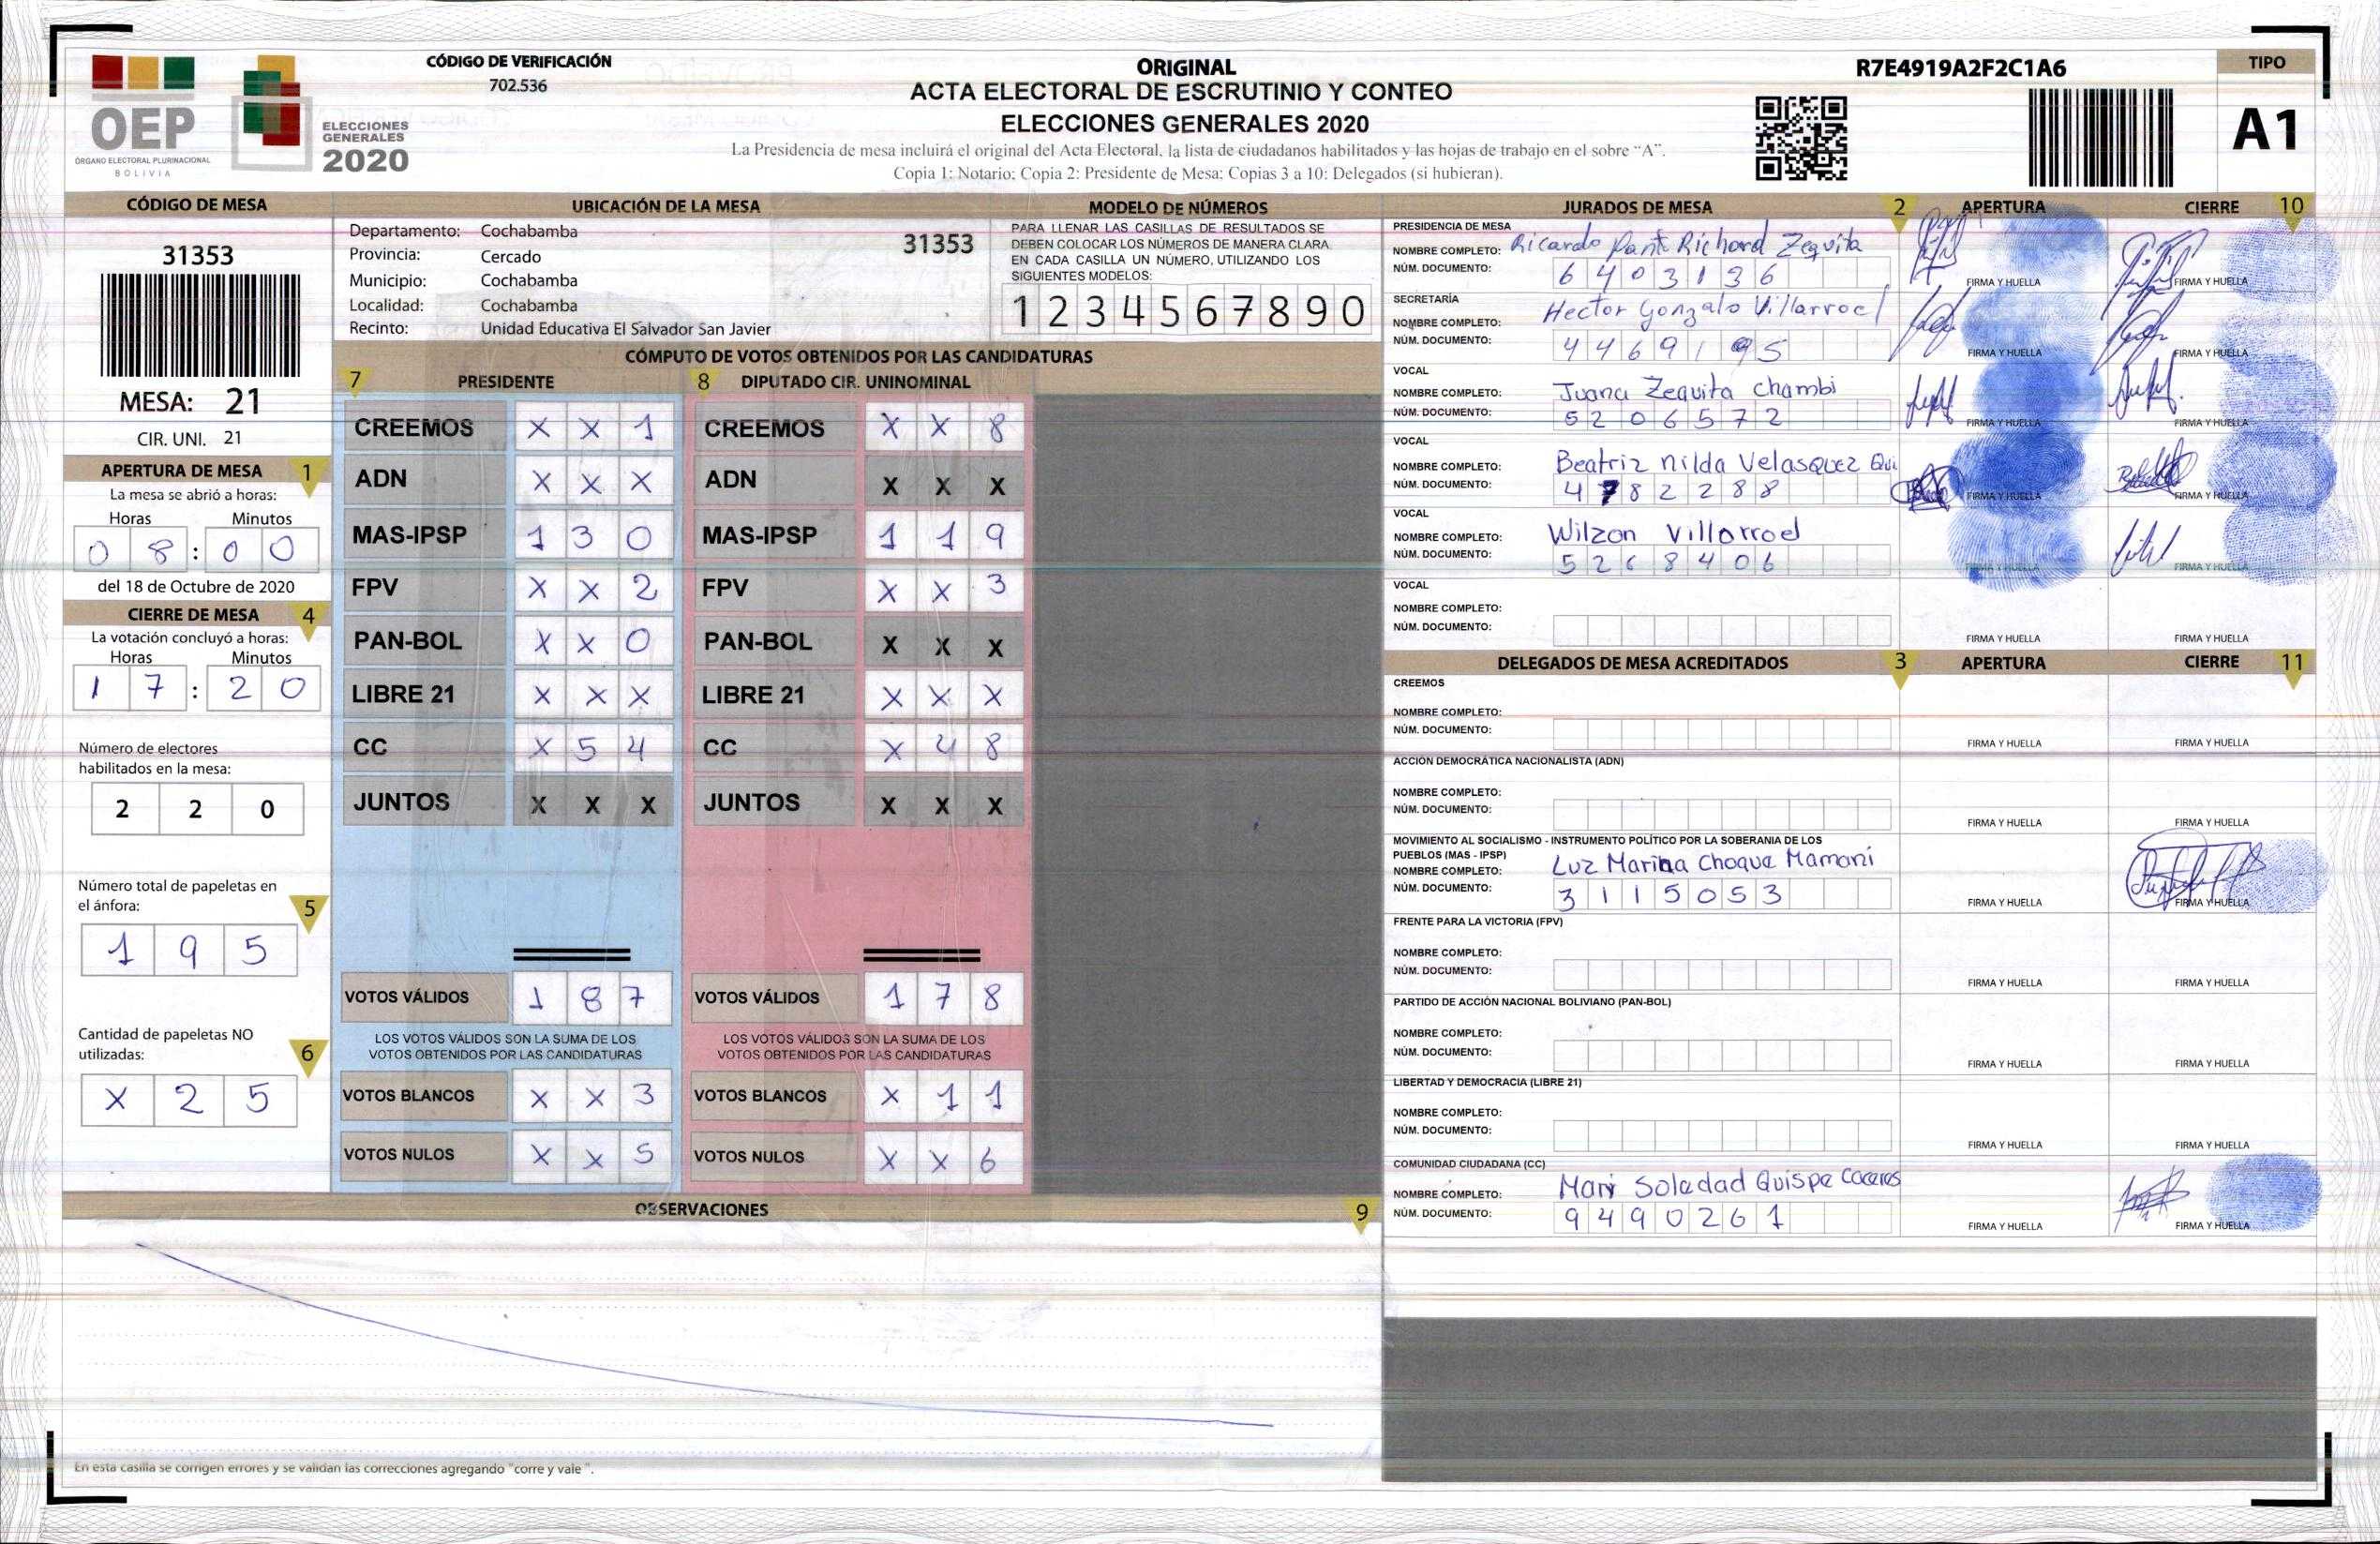 OEP
ÓRGANO ELECTORAL PLURINACIONAL
BOLIVIA
ELECCIONES
GENERALES
2020
CÓDIGO DE VERIFICACIÓN
702.536
ORIGINAL
ACTA ELECTORAL DE ESCRUTINIO Y CONTEO
ELECCIONES GENERALES 2020
La Presidencia de mesa incluirá el original del Acta Electoral, la lista de ciudadanos habilitados y las hojas de trabajo en el sobre “A”.
Copia 1: Notario; Copia 2: Presidente de Mesa; Copias 3 a 10: Delegados (si hubieran).
R7E4919A2F2C1A6
TIPO
A1
CÓDIGO DE MESA
31353
MESA: 21
CIR. UNI. 21
APERTURA DE MESA 1
La mesa se abrió a horas:
Horas Minutos
0 8 : 0 0
del 18 de Octubre de 2020
CIERRE DE MESA 4
La votación concluyó a horas:
Horas Minutos
1 7 : 2 0
Número de electores
habilitados en la mesa:
2 2 0
Número total de papeletas en
el ánfora: 5
1 9 5
Cantidad de papeletas NO
utilizadas: 6
X 2 5
UBICACIÓN DE LA MESA
Departamento: Cochabamba
Provincia: Cercado
Municipio: Cochabamba
Localidad: Cochabamba
Recinto: Unidad Educativa El Salvador San Javier
31353
MODELO DE NÚMEROS
PARA LLENAR LAS CASILLAS DE RESULTADOS SE
DEBEN COLOCAR LOS NÚMEROS DE MANERA CLARA.
EN CADA CASILLA UN NÚMERO, UTILIZANDO LOS
SIGUIENTES MODELOS:
1 2 3 4 5 6 7 8 9 0
CÓMPUTO DE VOTOS OBTENIDOS POR LAS CANDIDATURAS
7 PRESIDENTE 8 DIPUTADO CIR. UNINOMINAL
CREEMOS X X 1 CREEMOS X X 8
ADN X X X ADN X X X
MAS-IPSP 1 3 0 MAS-IPSP 1 1 9
FPV X X 2 FPV X X 3
PAN-BOL X X 0 PAN-BOL X X X
LIBRE 21 X X X LIBRE 21 X X X
CC X 5 4 CC X 4 8
JUNTOS X X X JUNTOS X X X
VOTOS VÁLIDOS 1 8 7 VOTOS VÁLIDOS 1 7 8
LOS VOTOS VÁLIDOS SON LA SUMA DE LOS LOS VOTOS VÁLIDOS SON LA SUMA DE LOS
VOTOS OBTENIDOS POR LAS CANDIDATURAS VOTOS OBTENIDOS POR LAS CANDIDATURAS
VOTOS BLANCOS X X 3 VOTOS BLANCOS X 1 1
VOTOS NULOS X X 5 VOTOS NULOS X X 6
OBSERVACIONES 9
En esta casilla se corrigen errores y se validan las correcciones agregando "corre y vale ".
JURADOS DE MESA 2 APERTURA CIERRE 10
PRESIDENCIA DE MESA
NOMBRE COMPLETO: Ricardo Richard Zequita
NÚM. DOCUMENTO: 6 4 0 3 1 3 6
FIRMA Y HUELLA FIRMA Y HUELLA
SECRETARÍA
NOMBRE COMPLETO: Hector Gonzalo Villarroel
NÚM. DOCUMENTO: 4 4 6 9 1 9 5
FIRMA Y HUELLA FIRMA Y HUELLA
VOCAL
NOMBRE COMPLETO: Juana Zequita Chambi
NÚM. DOCUMENTO: 5 2 0 6 5 7 2
FIRMA Y HUELLA FIRMA Y HUELLA
VOCAL
NOMBRE COMPLETO: Beatriz nilda Velasquez Qui
NÚM. DOCUMENTO: 4 7 8 2 2 8 8
FIRMA Y HUELLA FIRMA Y HUELLA
VOCAL
NOMBRE COMPLETO: Wilzon Villarroel
NÚM. DOCUMENTO: 5 2 6 8 4 0 6
FIRMA Y HUELLA FIRMA Y HUELLA
VOCAL
NOMBRE COMPLETO:
NÚM. DOCUMENTO:
FIRMA Y HUELLA FIRMA Y HUELLA
DELEGADOS DE MESA ACREDITADOS 3 APERTURA CIERRE 11
CREEMOS
NOMBRE COMPLETO:
NÚM. DOCUMENTO:
FIRMA Y HUELLA FIRMA Y HUELLA
ACCIÓN DEMOCRÁTICA NACIONALISTA (ADN)
NOMBRE COMPLETO:
NÚM. DOCUMENTO:
FIRMA Y HUELLA FIRMA Y HUELLA
MOVIMIENTO AL SOCIALISMO - INSTRUMENTO POLÍTICO POR LA SOBERANIA DE LOS
PUEBLOS (MAS - IPSP)
NOMBRE COMPLETO: Luz Marina Choque Mamani
NÚM. DOCUMENTO: 3 1 1 5 0 5 3
FIRMA Y HUELLA FIRMA Y HUELLA
FRENTE PARA LA VICTORIA (FPV)
NOMBRE COMPLETO:
NÚM. DOCUMENTO:
FIRMA Y HUELLA FIRMA Y HUELLA
PARTIDO DE ACCIÓN NACIONAL BOLIVIANO (PAN-BOL)
NOMBRE COMPLETO:
NÚM. DOCUMENTO:
FIRMA Y HUELLA FIRMA Y HUELLA
LIBERTAD Y DEMOCRACIA (LIBRE 21)
NOMBRE COMPLETO:
NÚM. DOCUMENTO:
FIRMA Y HUELLA FIRMA Y HUELLA
COMUNIDAD CIUDADANA (CC)
NOMBRE COMPLETO: Mari Soledad Quispe Caceres
NÚM. DOCUMENTO: 9 4 9 0 2 6 1
FIRMA Y HUELLA FIRMA Y HUELLA